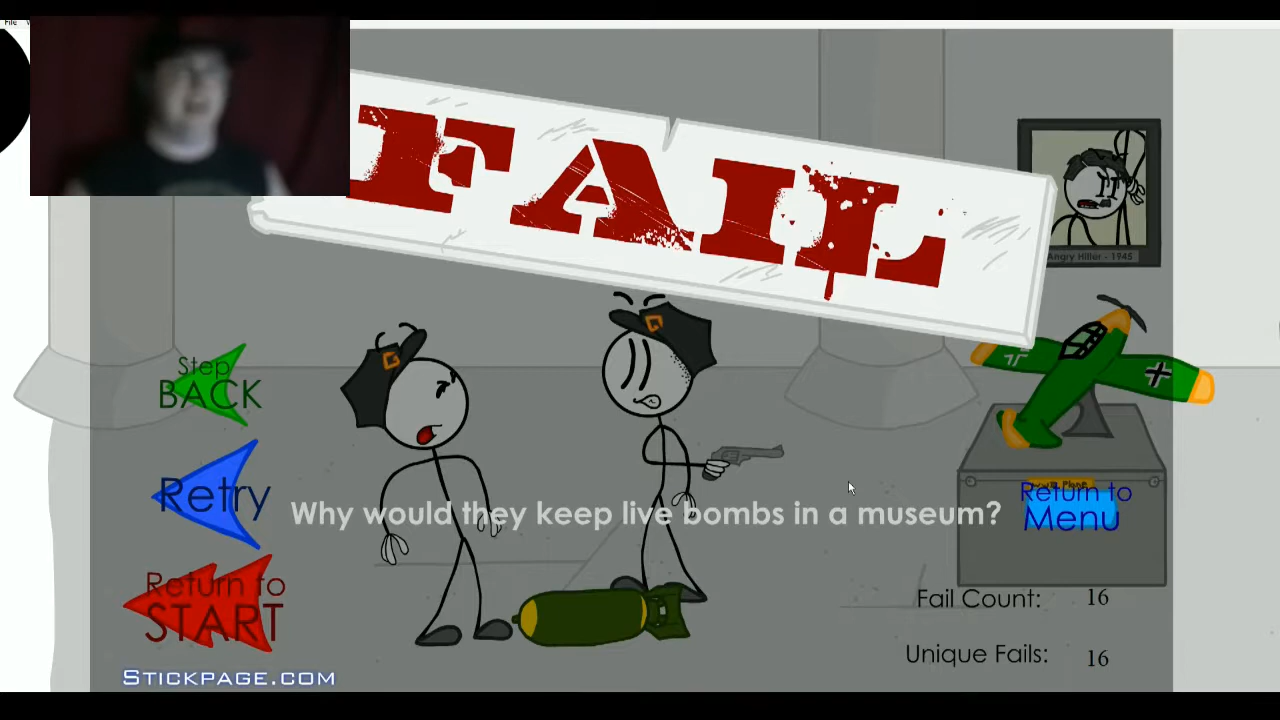 File
FAIL
Angry Hitler - 1945
Step
BACK
Retry
Why would they keep live bombs in a museum?
Return to
Menu
Return to
START
Fail Count: 16
Unique Fails: 16
STICKPAGE.COM